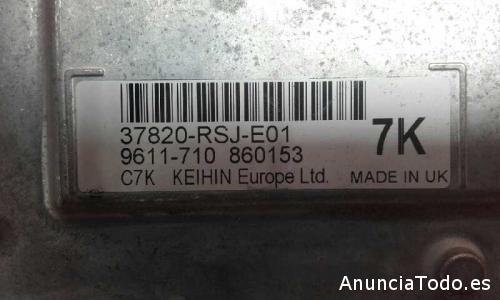 37820-RSJ-E01
9611-710 860153
7K
C7K KEIHIN Europe Ltd. MADE IN UK
AnunciaTodo.es